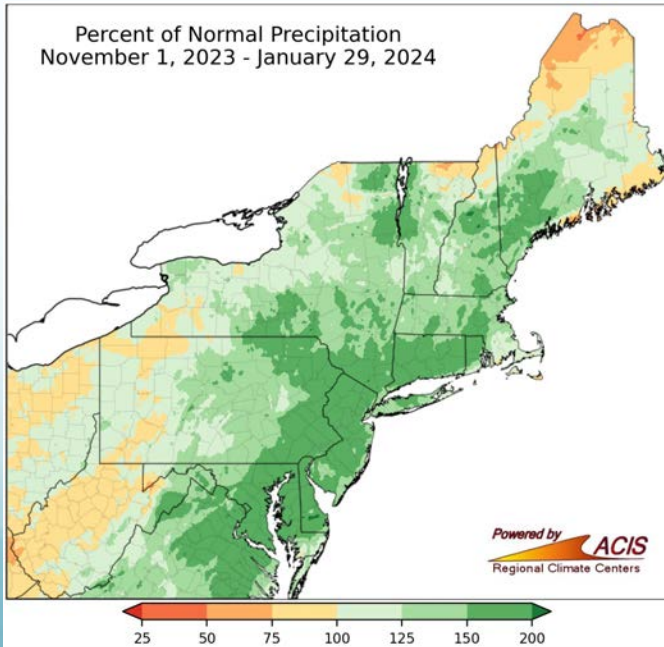 Percent of Normal Precipitation
November 1, 2023 - January 29, 2024
Powered by
ACIS
Regional Climate Centers
25 50 75 100 125 150 200